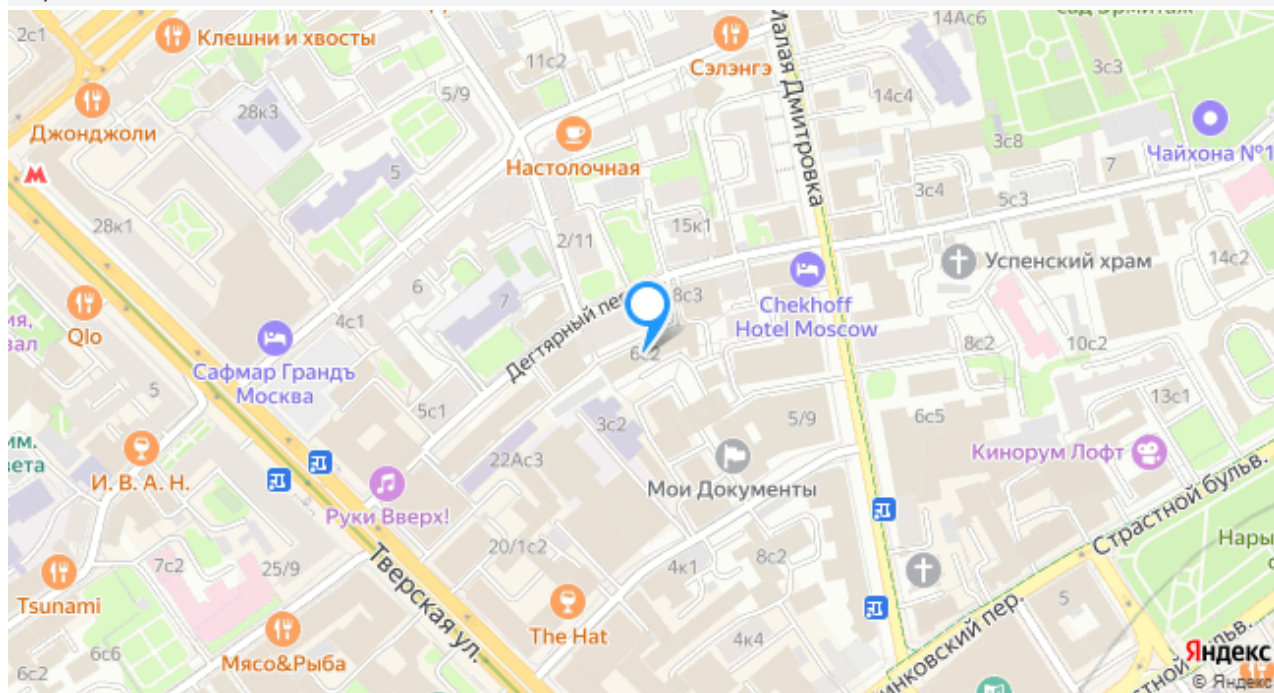 2с1
Клешни и хвосты
11с2
Сэлэнгэ
14Ас6
сад Эрмитаж
3с3
5/9
28к3
Джонджоли
Малая Дмитровка
14с4
3с8
Чайхона №1
Настолочная
7
5
3с4
5с3
28к1
2/11
15к1
Успенский храм
14с2
6
7
Дегтярный пер.
8с3
Chekhoff
Hotel Moscow
Qlo
4с1
6с2
8с2
10с2
Сафмар Грандъ
Москва
5
5с1
3с2
5/9
6с5
13с1
им.
И. В. А. Н.
22Ас3
Мои Документы
Кинорум Лофт
Руки Вверх!
Страстной бульв.
20/1с2
Тверская ул.
Нары
7с2
25/9
4к1
8с2
Tsunami
The Hat
5
6с6
Мясо&Рыба
4к4
6с2
Яндекс
© Яндекс